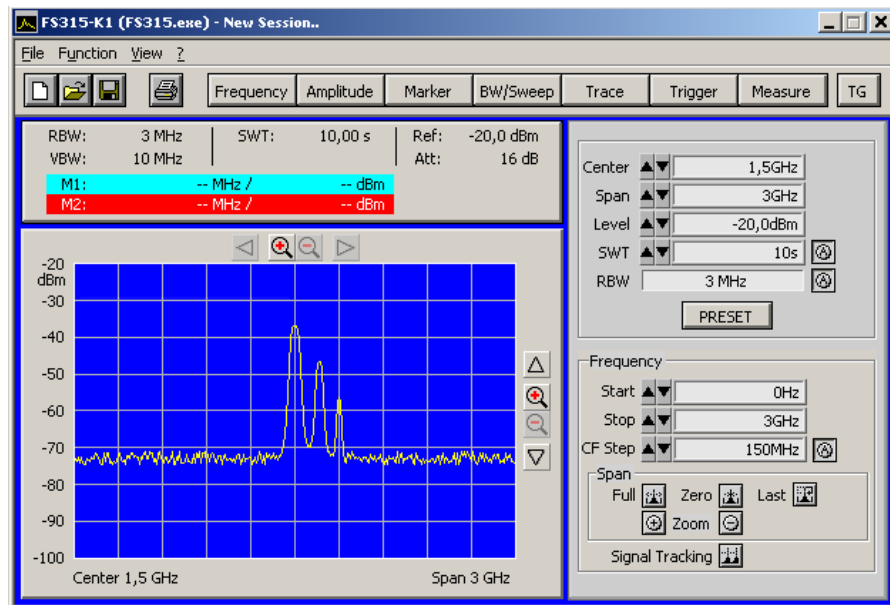 FS315-K1 (FS315.exe) - New Session..
File Function View ?
Frequency Amplitude Marker BW/Sweep Trace Trigger Measure TG
RBW: 3 MHz SWT: 10,00 s Ref: -20,0 dBm
VBW: 10 MHz Att: 16 dB
M1: -- MHz / -- dBm
M2: -- MHz / -- dBm
-20
dBm
-30
-40
-50
-60
-70
-80
-90
-100
Center 1,5 GHz Span 3 GHz
Center 1,5GHz
Span 3GHz
Level -20,0dBm
SWT 10s A
RBW 3 MHz A
PRESET
Frequency
Start 0Hz
Stop 3GHz
CF Step 150MHz A
Span
Full Zero Last
Zoom
Signal Tracking